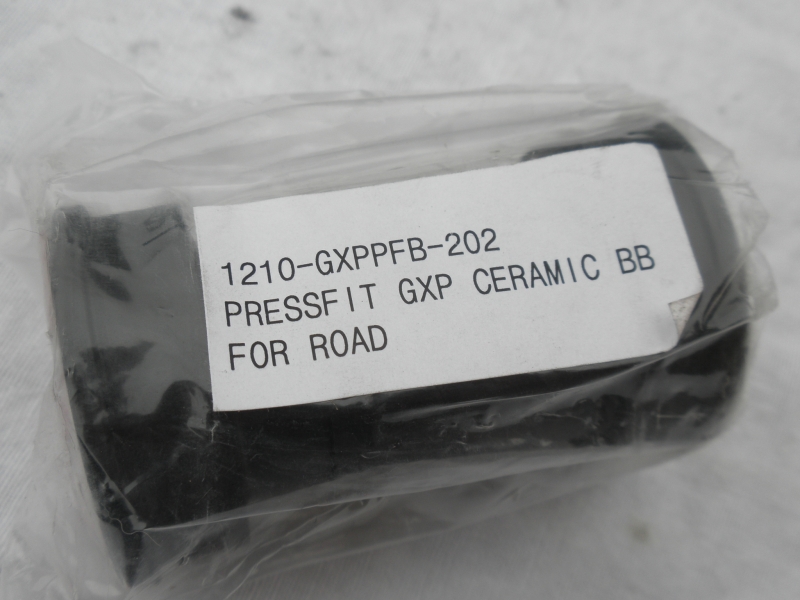 1210-GXPPFB-202
PRESSFIT GXP CERAMIC BB
FOR ROAD